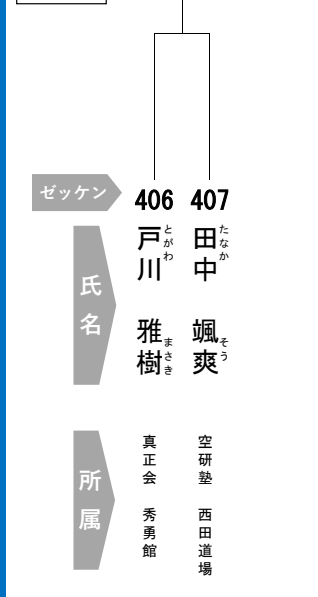 ゼッケン
406 407
氏名
戸川 雅樹
とがわ まさき
田中 颯爽
たなか そう
所属
真正会 秀勇館
空研塾 西田道場